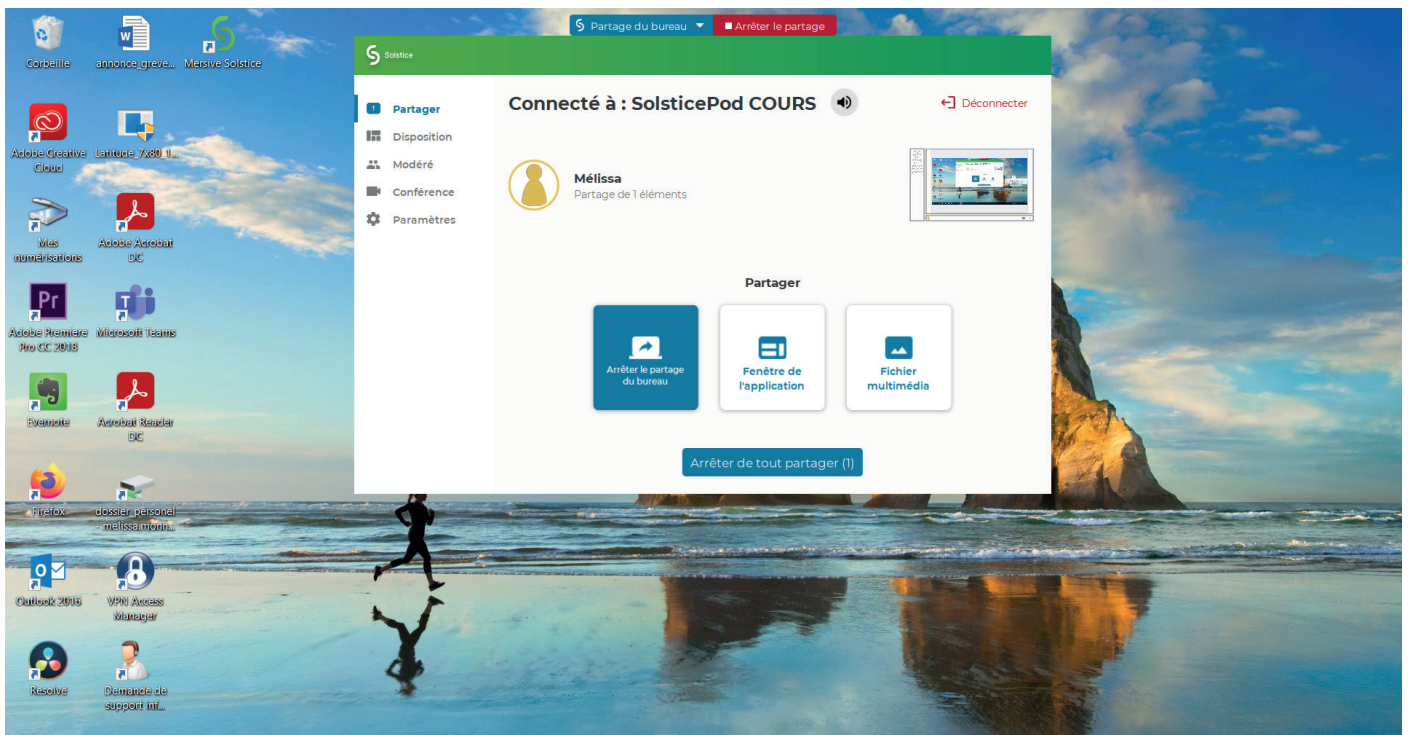 Partage du bureau
Arrêter le partage
Corbeille
annonce_greve...
Mersive Solstice
Adobe Creative
Cloud
Latitude_7x80_1...
Mes
numérisations
Adobe Acrobat
DC
Adobe Premiere
Pro CC 2018
Microsoft Teams
Evernote
Acrobat Reader
DC
Firefox
dossier_personel
- melissa.monn...
Outlook 2016
VPN Access
Manager
Resolve
Demande de
support inf...
Solstice
Partager
Disposition
Modéré
Conférence
Paramètres
Connecté à : SolsticePod COURS
Déconnecter
Mélissa
Partage de 1 éléments
Partager
Arrêter le partage
du bureau
Fenêtre de
l'application
Fichier
multimédia
Arrêter de tout partager (1)